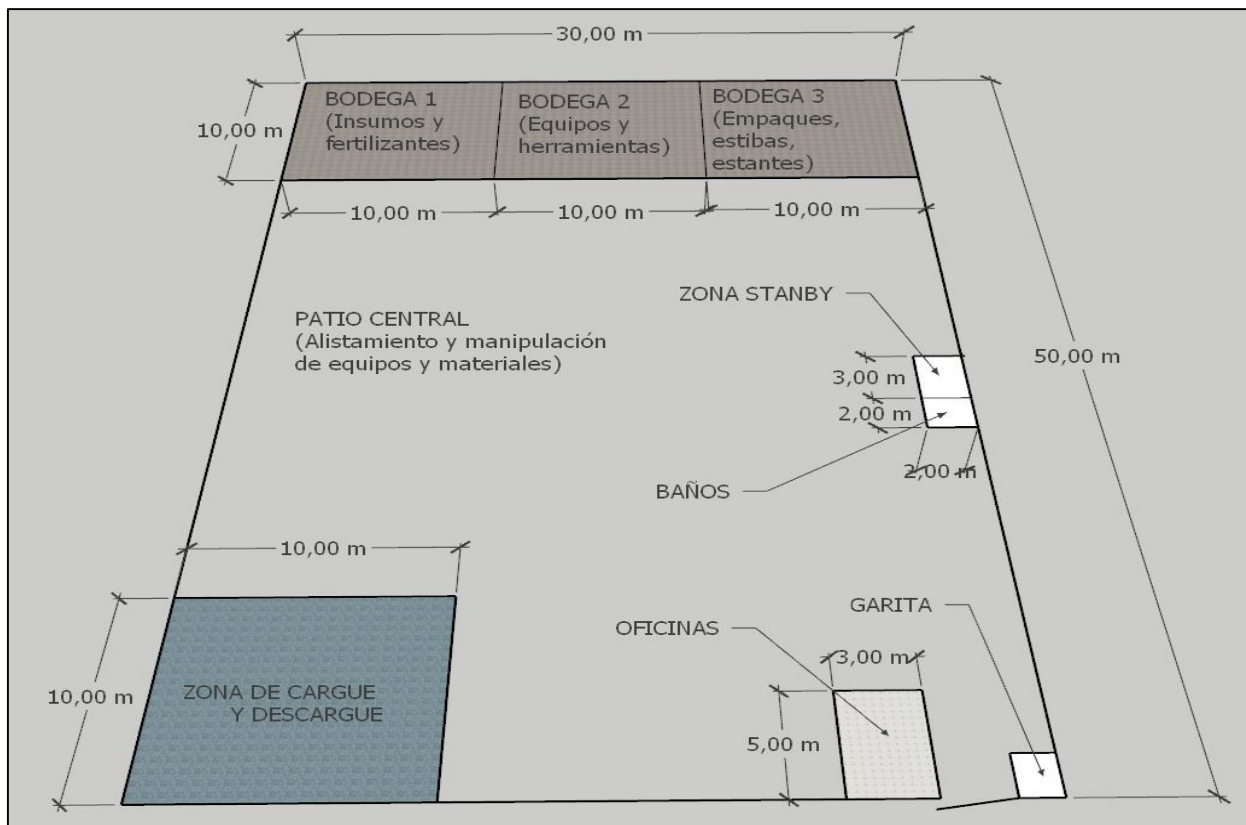 30,00 m
BODEGA 1
(Insumos y
fertilizantes)
BODEGA 2
(Equipos y
herramientas)
BODEGA 3
(Empaques,
estibas,
estantes)
10,00 m
10,00 m
10,00 m
10,00 m
ZONA STANBY
PATIO CENTRAL
(Alistamiento y manipulación
de equipos y materiales)
50,00 m
3,00 m
2,00 m
2,00 m
BAÑOS
10,00 m
GARITA
OFICINAS
3,00 m
10,00 m
ZONA DE CARGUE
Y DESCARGUE
5,00 m